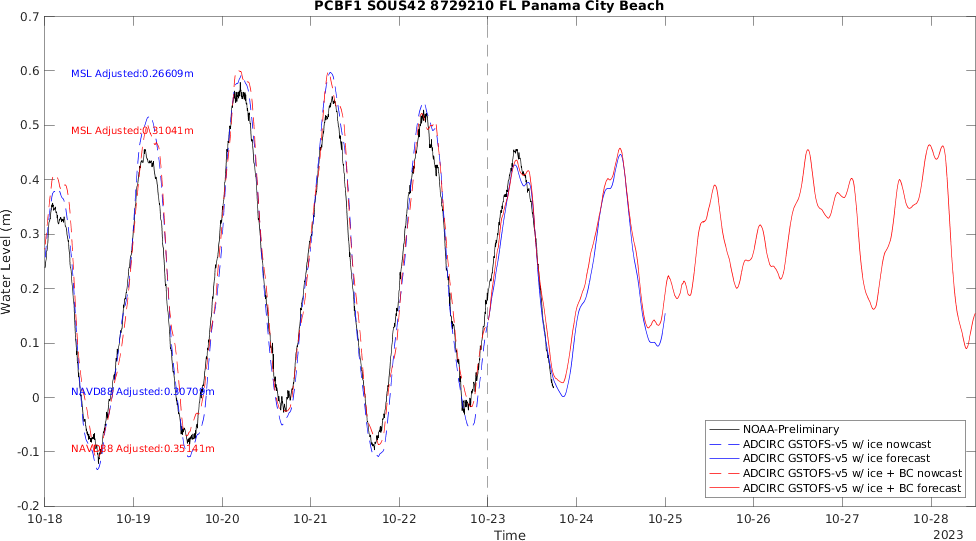 PCBF1 SOUS42 8729210 FL Panama City Beach
0.7
0.6
0.5
0.4
0.3
0.2
0.1
0
-0.1
-0.2
Water Level (m)
MSL Adjusted:0.26609m
MSL Adjusted:0.31041m
NAVD88 Adjusted:0.30709m
NAVD88 Adjusted:0.35141m
NOAA-Preliminary
ADCIRC GSTOFS-v5 w/ ice nowcast
ADCIRC GSTOFS-v5 w/ ice forecast
ADCIRC GSTOFS-v5 w/ ice + BC nowcast
ADCIRC GSTOFS-v5 w/ ice + BC forecast
10-18 10-19 10-20 10-21 10-22 10-23 10-24 10-25 10-26 10-27 10-28
Time
2023